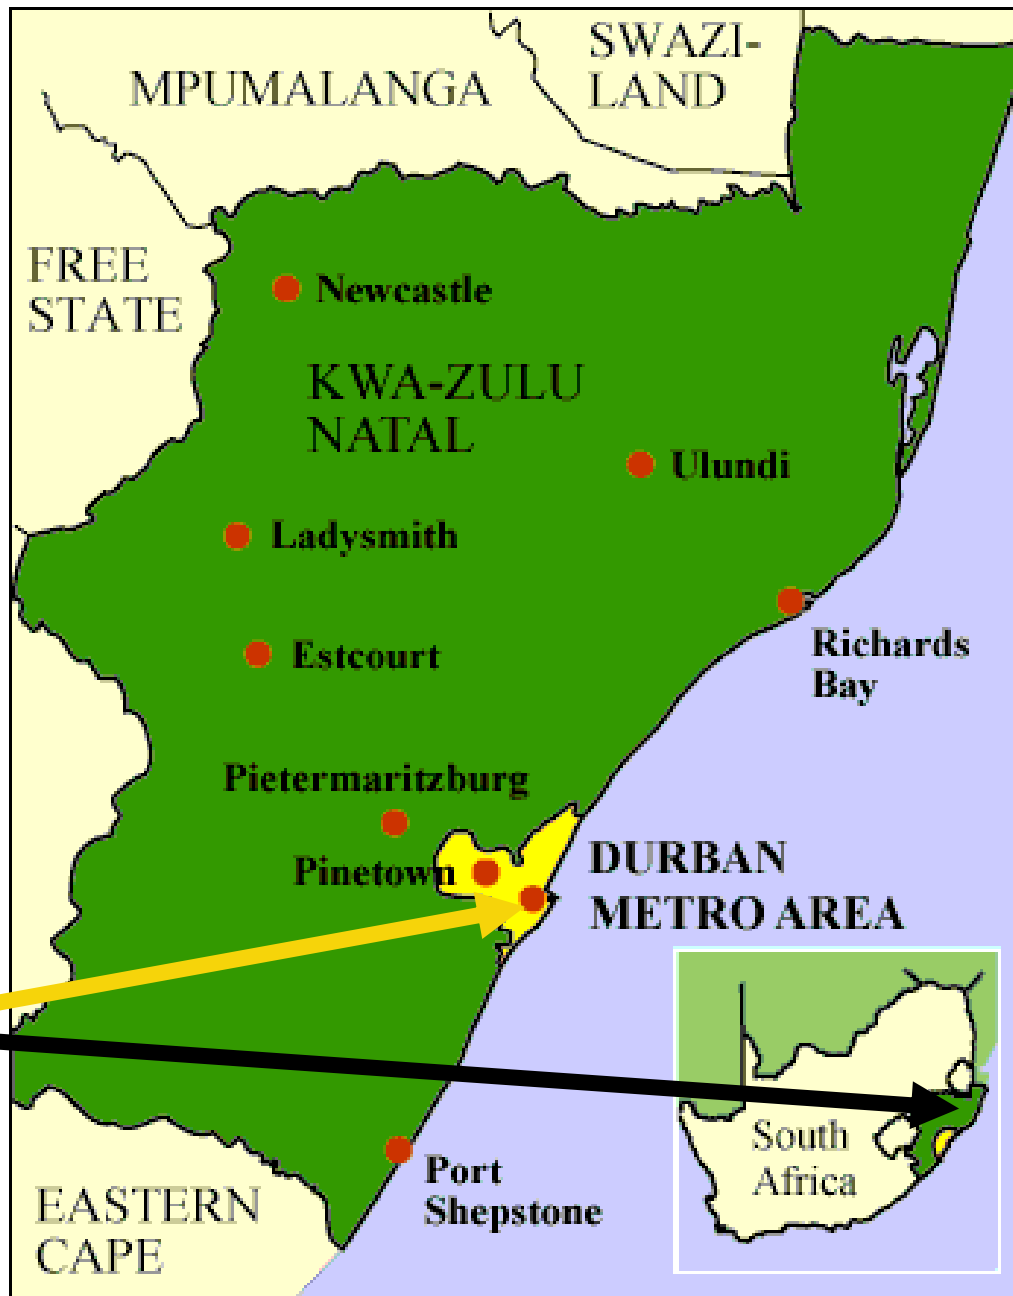 SWAZI-
LAND
MPUMALANGA
FREE
STATE
Newcastle
KWA-ZULU
NATAL
Ulundi
Ladysmith
Richards
Bay
Estcourt
Pietermaritzburg
Pinetown
DURBAN
METRO AREA
South
Africa
Port
Shepstone
EASTERN
CAPE